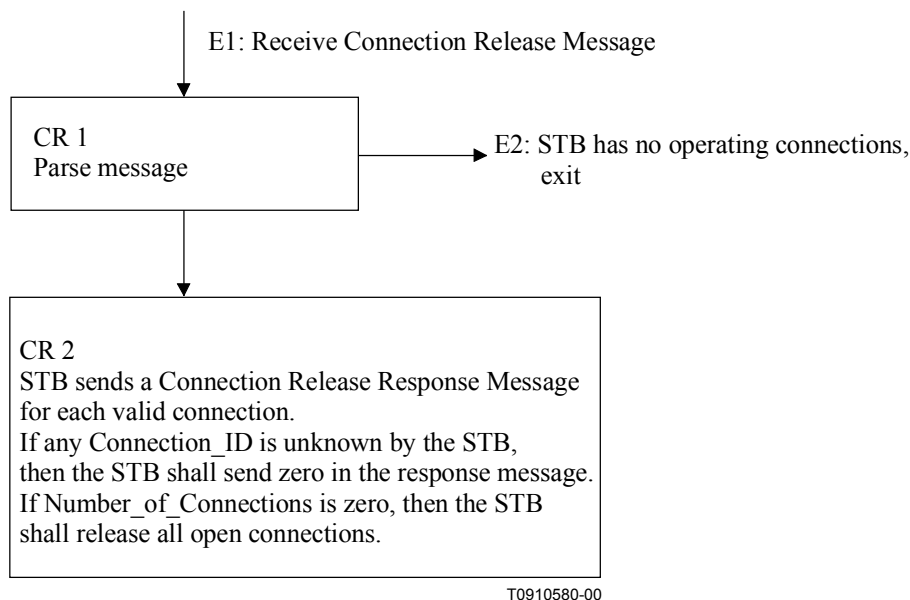 E1: Receive Connection Release Message
CR 1
Parse message
E2: STB has no operating connections,
exit
CR 2
STB sends a Connection Release Response Message
for each valid connection.
If any Connection_ID is unknown by the STB,
then the STB shall send zero in the response message.
If Number_of_Connections is zero, then the STB
shall release all open connections.
T0910580-00